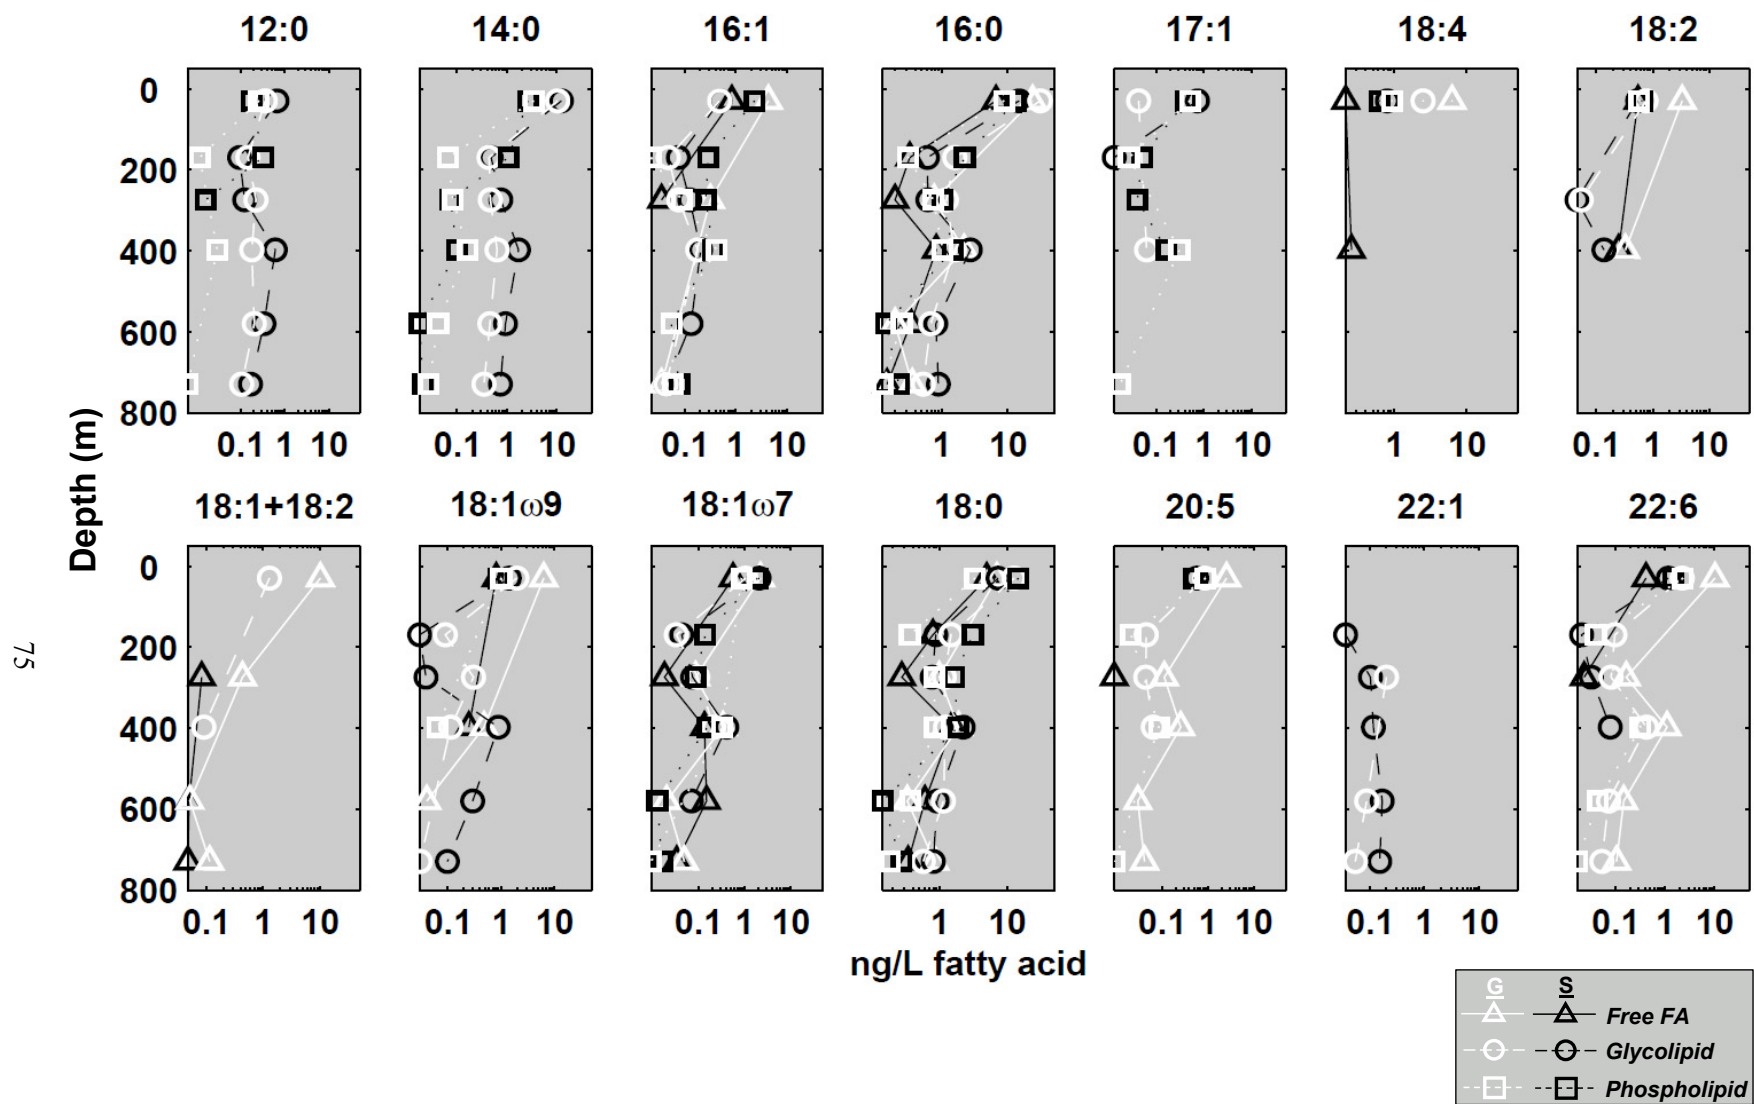 12:0 14:0 16:1 16:0 17:1 18:4 18:2
0
200
400
600
800
0.1 1 10 0.1 1 10 0.1 1 10 1 10 0.1 1 10 1 10 0.1 1 10
18:1+18:2 18:1ω9 18:1ω7 18:0 20:5 22:1 22:6
0
200
400
600
800
0.1 1 10 0.1 1 10 0.1 1 10 1 10 0.1 1 10 0.1 1 10 0.1 1 10
Depth (m)
ng/L fatty acid
G S
Free FA
Glycolipid
Phospholipid
75